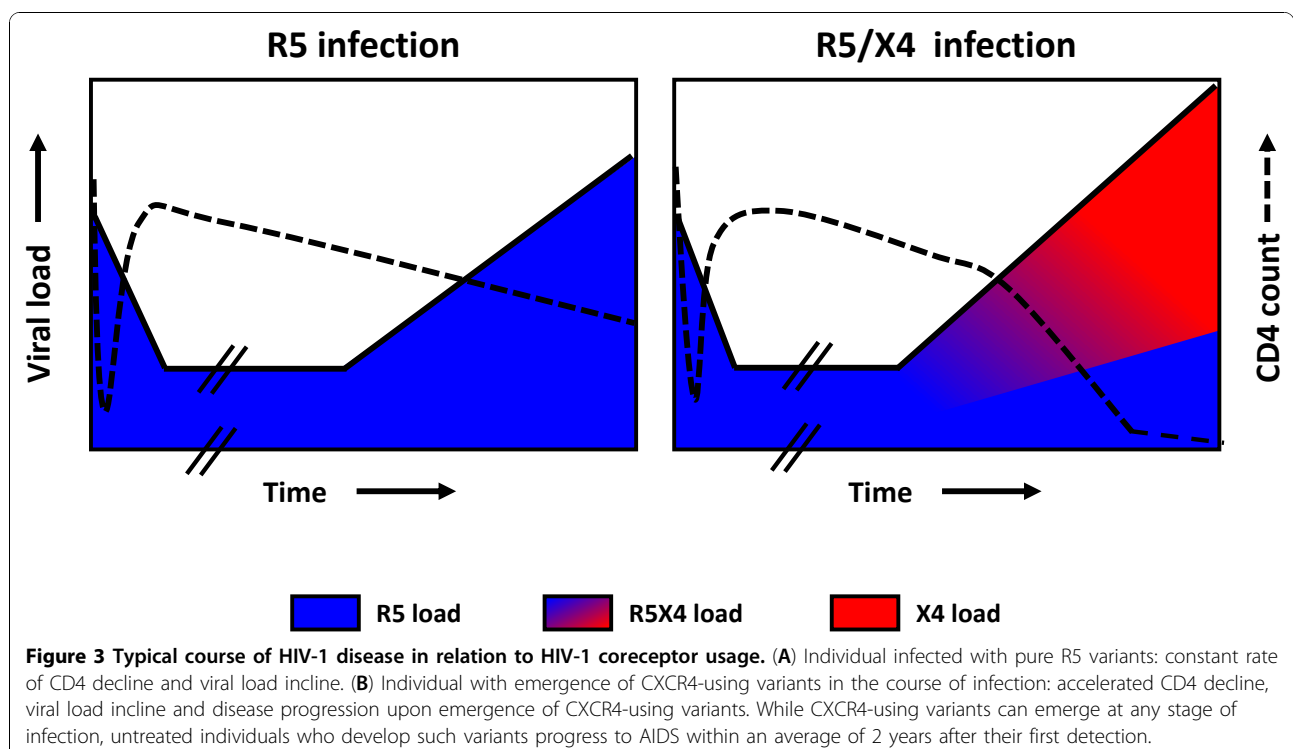 R5 infection
R5/X4 infection
Viral load
CD4 count
Time
Time
R5 load
R5X4 load
X4 load
Figure 3 Typical course of HIV-1 disease in relation to HIV-1 coreceptor usage. (A) Individual infected with pure R5 variants: constant rate
of CD4 decline and viral load incline. (B) Individual with emergence of CXCR4-using variants in the course of infection: accelerated CD4 decline,
viral load incline and disease progression upon emergence of CXCR4-using variants. While CXCR4-using variants can emerge at any stage of
infection, untreated individuals who develop such variants progress to AIDS within an average of 2 years after their first detection.